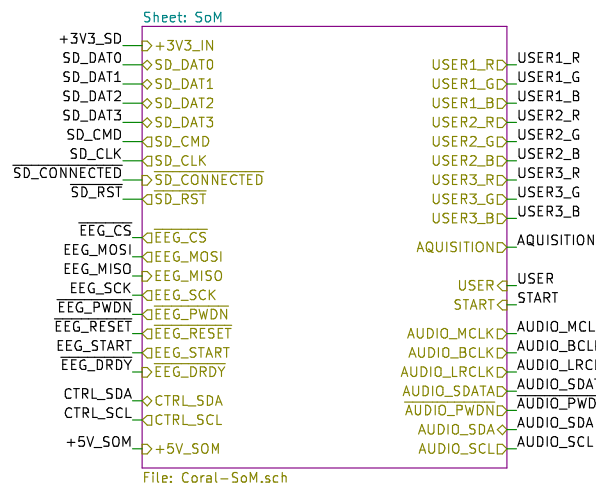 Sheet: SoM
+3V3_SD +3V3_IN
SD_DAT0 SD_DAT0 USER1_R USER1_R
SD_DAT1 SD_DAT1 USER1_G USER1_G
SD_DAT2 SD_DAT2 USER1_B USER1_B
SD_DAT3 SD_DAT3 USER2_R USER2_R
SD_CMD SD_CMD USER2_G USER2_G
SD_CLK SD_CLK USER2_B USER2_B
SD_CONNECTED SD_CONNECTED USER3_R USER3_R
SD_RST SD_RST USER3_G USER3_G
USER3_B USER3_B
EEG_CS EEG_CS AQUISITION AQUISITION
EEG_MOSI EEG_MOSI
EEG_MISO EEG_MISO USER USER
EEG_SCK EEG_SCK START START
EEG_PWDN EEG_PWDN
EEG_RESET EEG_RESET AUDIO_MCLK AUDIO_MCL
EEG_START EEG_START AUDIO_BCLK AUDIO_BCL
EEG_DRDY EEG_DRDY AUDIO_LRCLK AUDIO_LRCL
CTRL_SDA CTRL_SDA AUDIO_SDATA AUDIO_SDAT
CTRL_SCL CTRL_SCL AUDIO_PWDN AUDIO_PWD
AUDIO_SDA AUDIO_SDA
+5V_SOM +5V_SOM AUDIO_SCL AUDIO_SCL
File: Coral-SoM.sch